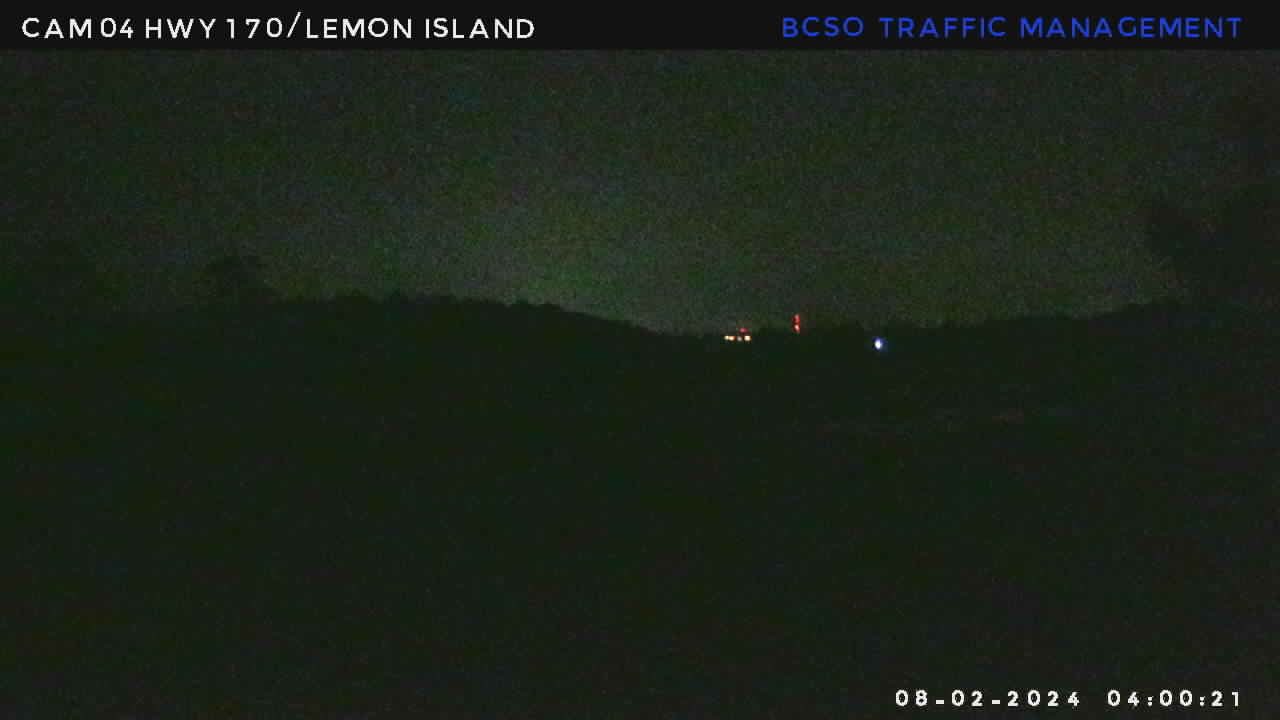 CAM 04 HWY 170/LEMON ISLAND
BCSO TRAFFIC MANAGEMENT
08-02-2024 04:00:21